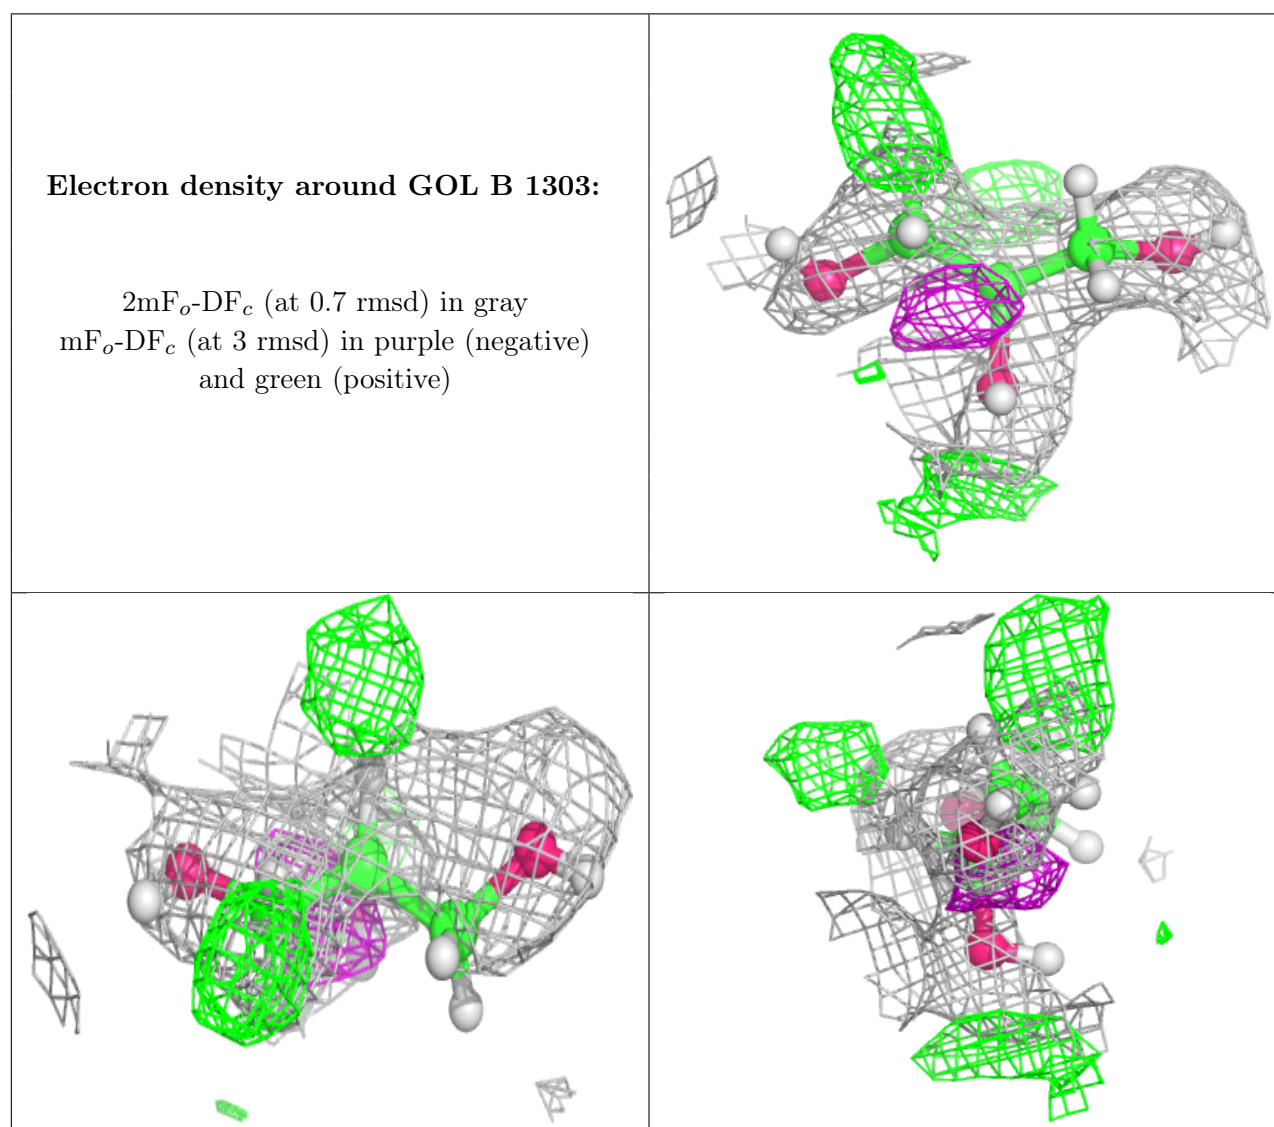 Electron density around GOL B 1303:
2mFₒ-DF𝒸 (at 0.7 rmsd) in gray
mFₒ-DF𝒸 (at 3 rmsd) in purple (negative)
and green (positive)